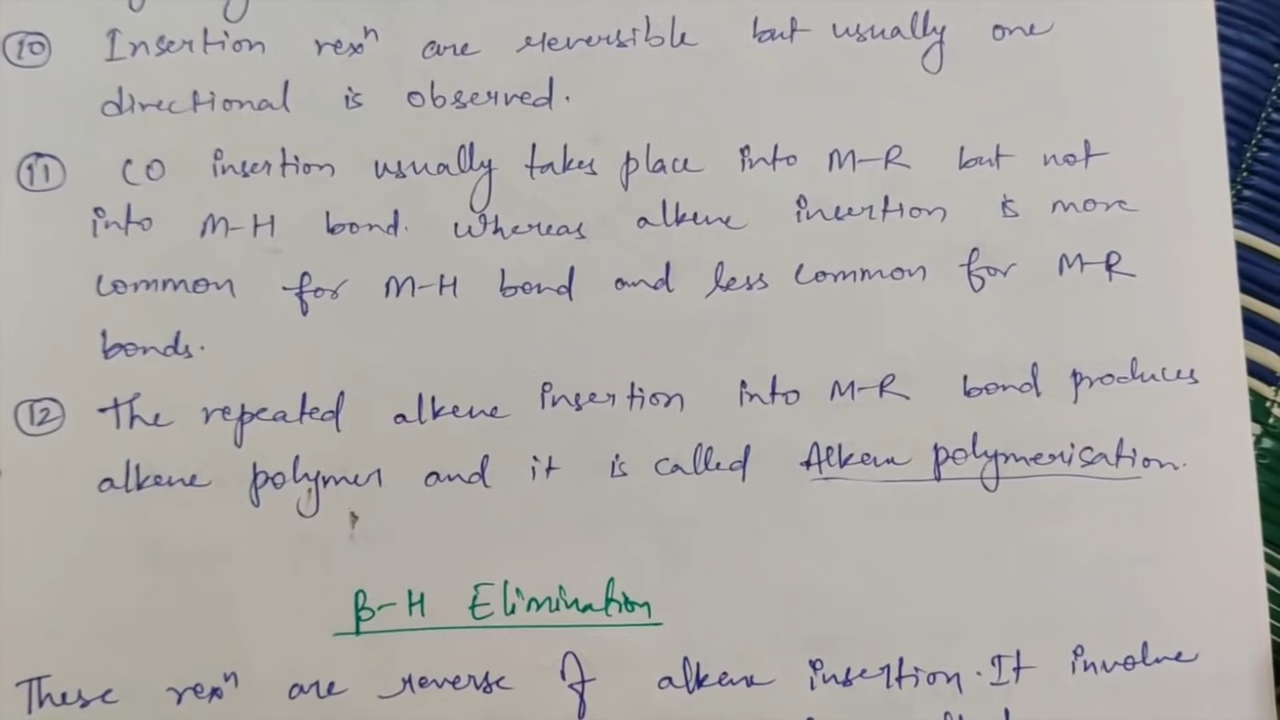 ⑩ Insertion rexⁿ are reversible but usually one
directional is observed.
⑪ CO insertion usually takes place into M-R but not
into M-H bond. Whereas alkene insertion is more
common for M-H bond and less common for M-R
bonds.
⑫ The repeated alkene insertion into M-R bond produces
alkene polymer and it is called Alkene polymerisation.
β-H Elimination
These rexⁿ are reverse of alkene insertion. It involve